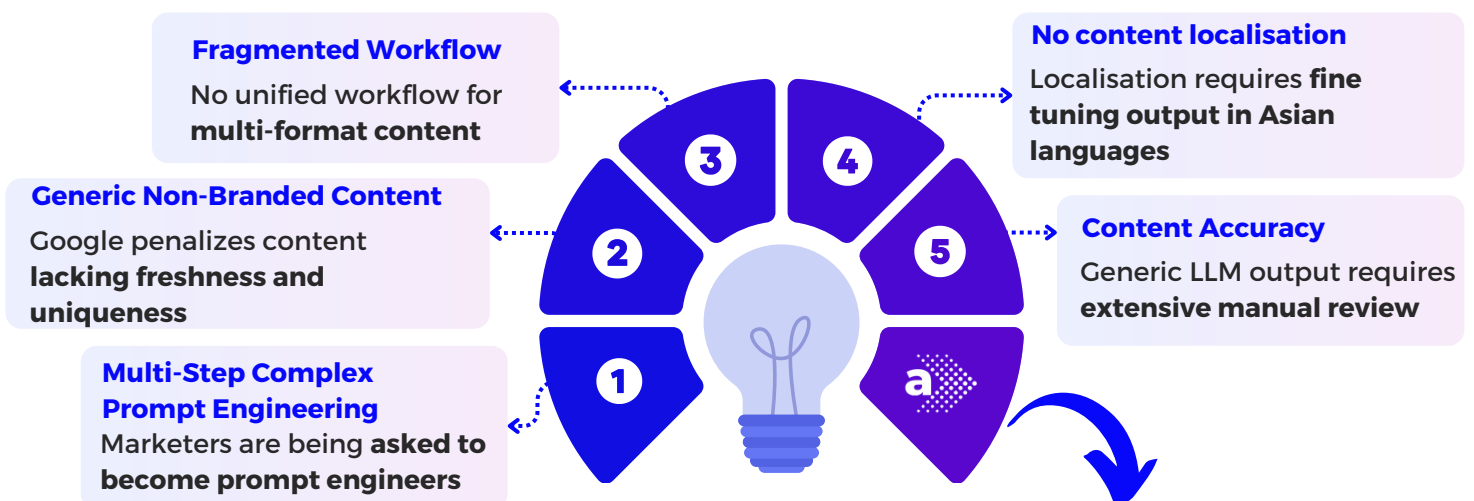 Fragmented Workflow
No unified workflow for
multi-format content
Generic Non-Branded Content
Google penalizes content
lacking freshness and
uniqueness
Multi-Step Complex
Prompt Engineering
Marketers are being asked to
become prompt engineers
1
2
3
4
5
a
No content localisation
Localisation requires fine
tuning output in Asian
languages
Content Accuracy
Generic LLM output requires
extensive manual review